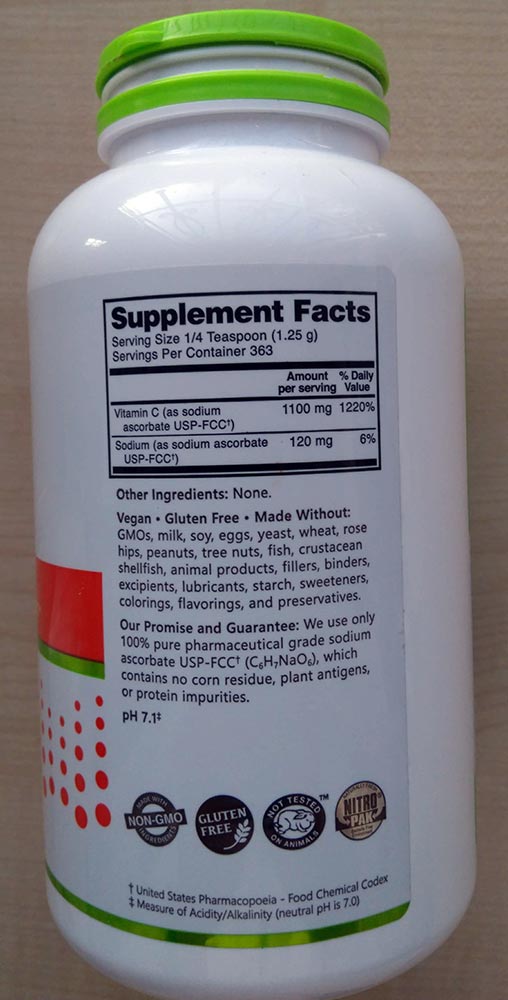 Supplement Facts
Serving Size 1/4 Teaspoon (1.25 g)
Servings Per Container 363
Amount per serving % Daily Value
Vitamin C (as sodium ascorbate USP-FCC†) 1100 mg 1220%
Sodium (as sodium ascorbate USP-FCC†) 120 mg 6%
Other Ingredients: None.
Vegan • Gluten Free • Made Without:
GMOs, milk, soy, eggs, yeast, wheat, rose
hips, peanuts, tree nuts, fish, crustacean
shellfish, animal products, fillers, binders,
excipients, lubricants, starch, sweeteners,
colorings, flavorings, and preservatives.
Our Promise and Guarantee: We use only
100% pure pharmaceutical grade sodium
ascorbate USP-FCC† (C₆H₇NaO₆), which
contains no corn residue, plant antigens,
or protein impurities.
pH 7.1‡
MADE WITH
NON-GMO
INGREDIENTS
GLUTEN
FREE
NOT TESTED
ON ANIMALS
TM
NITRO
PAK
† United States Pharmacopoeia - Food Chemical Codex
‡ Measure of Acidity/Alkalinity (neutral pH is 7.0)